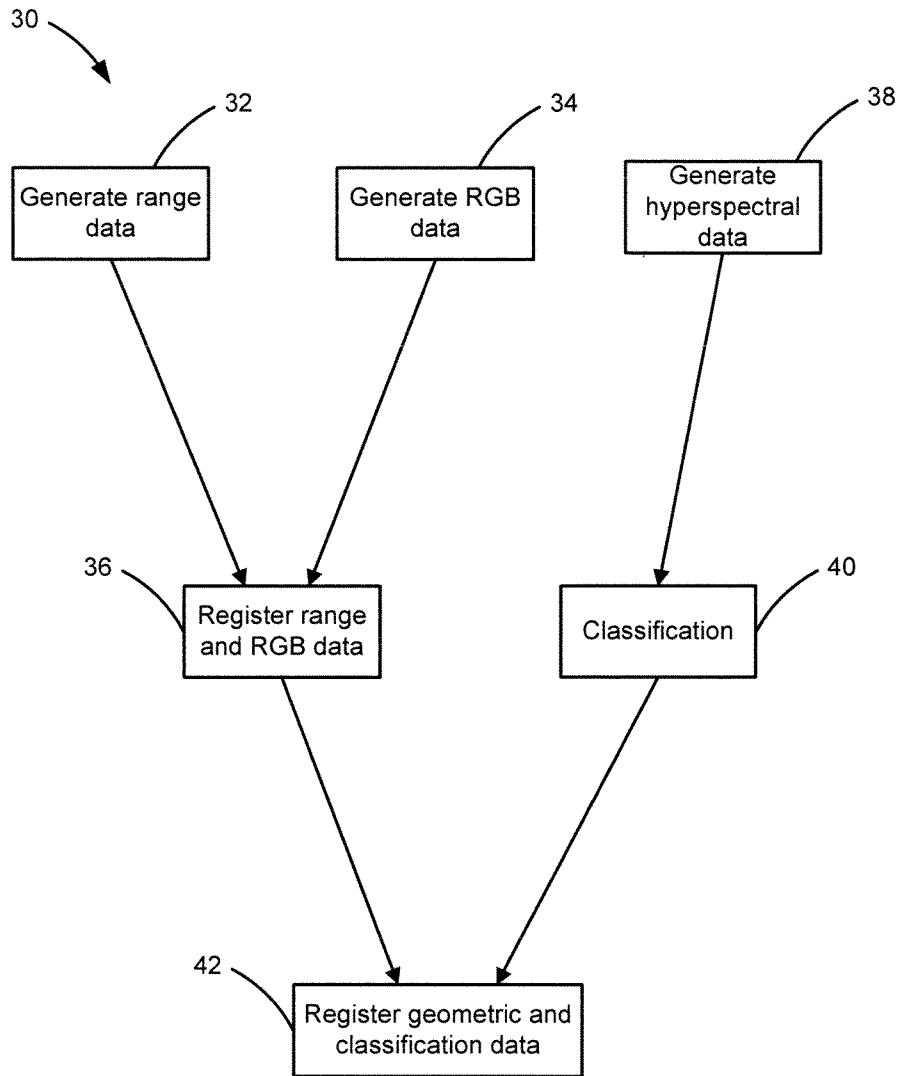 30
32
34
38
Generate range
data
Generate RGB
data
Generate
hyperspectral
data
36
40
Register range
and RGB data
Classification
42
Register geometric and
classification data